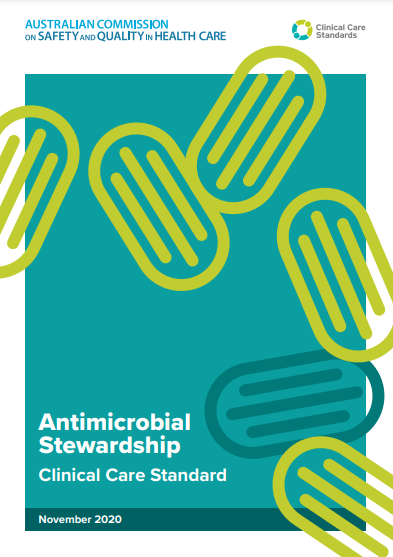 AUSTRALIAN COMMISSION
ON SAFETY AND QUALITY IN HEALTH CARE
Clinical Care
Standards
Antimicrobial
Stewardship
Clinical Care Standard
November 2020